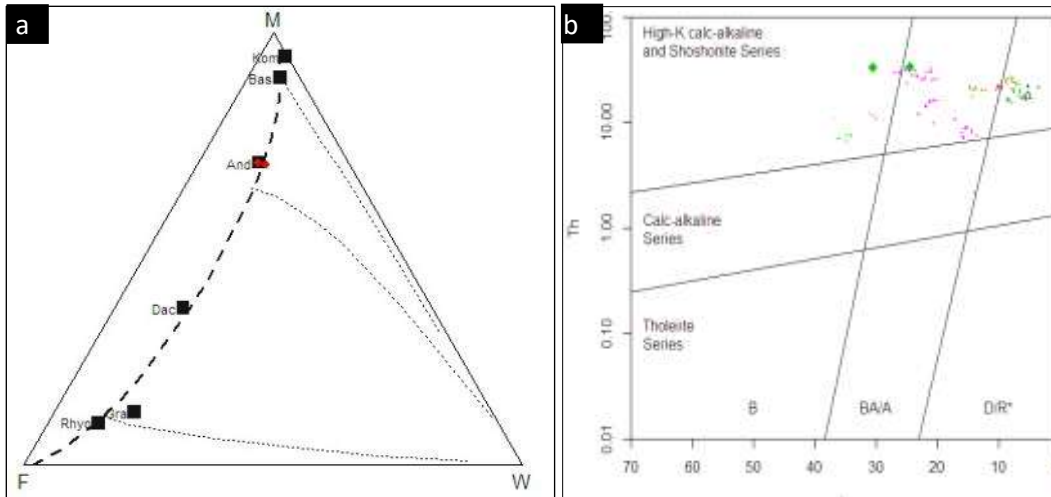 a
M
Kom
Bas
And
Dac
Gra
Rhyo
F
W
b
100.
10.00
1.00
0.10
0.01
Th
High-K calc-alkaline
and Shoshonite Series
Calc-alkaline
Series
Tholeiite
Series
B
BA/A
D/R*
70
60
50
40
30
20
10